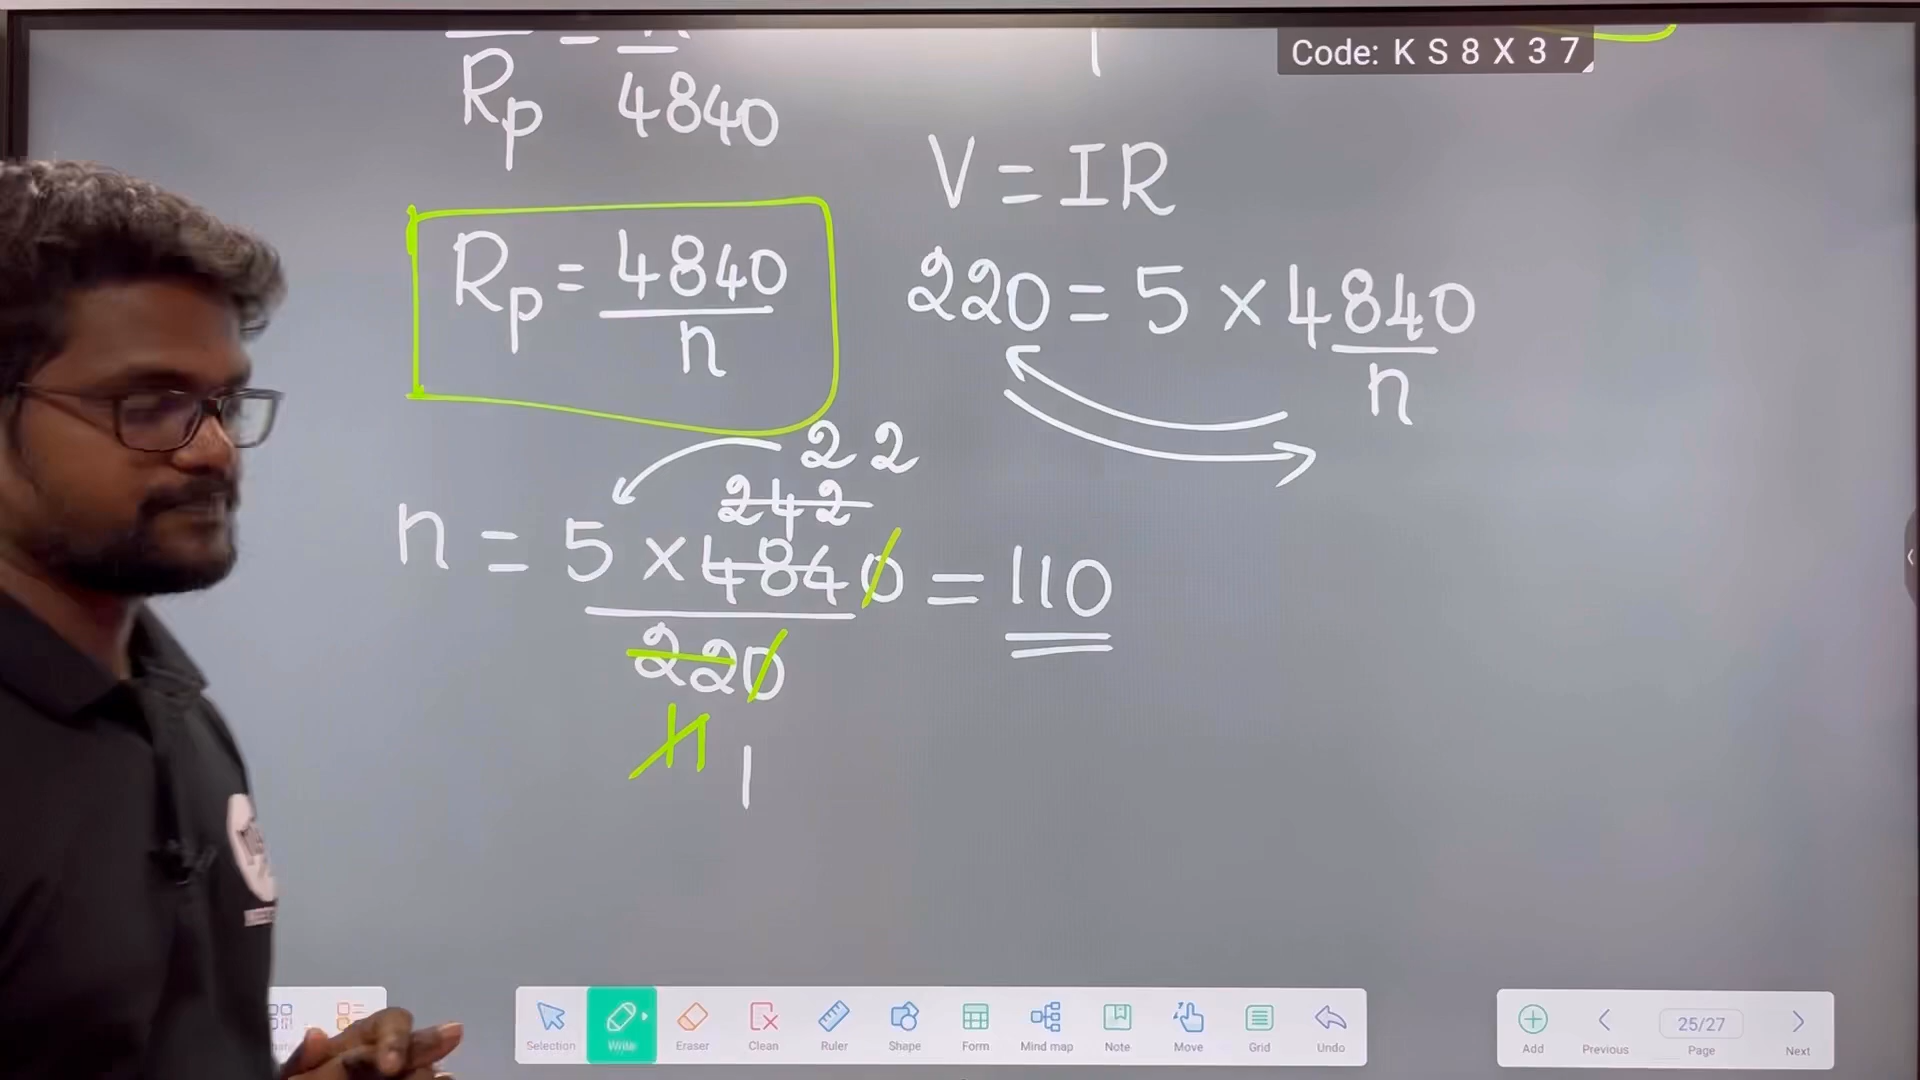 Code: K S 8 X 3 7
1/Rp = n/4840
Rp = 4840/n
V = IR
220 = 5 × 4840/n
22
242
n = 5 × 4840/220 = 110
11 1
Selection Write Eraser Clean Ruler Shape Form Mind map Note Move Grid Undo
Add Previous 25/27 Page Next